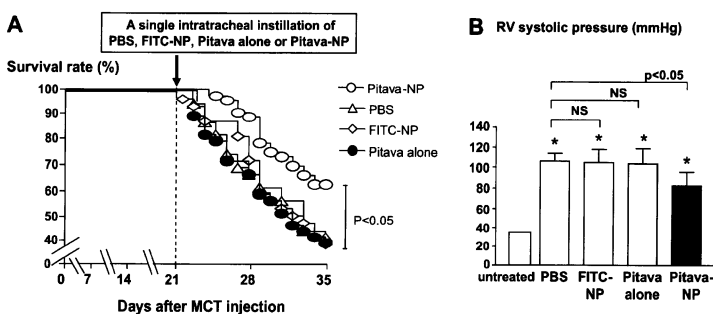 A
A single intratracheal instillation of
PBS, FITC-NP, Pitava alone or Pitava-NP
Survival rate (%)
100
90
80
70
60
50
40
0
0
7
14
21
28
35
Days after MCT injection
Pitava-NP
PBS
FITC-NP
Pitava alone
P<0.05
B
RV systolic pressure (mmHg)
p<0.05
NS
NS
140
120
100
80
60
40
20
0
*
*
*
*
untreated
PBS
FITC-
NP
Pitava
alone
Pitava-
NP